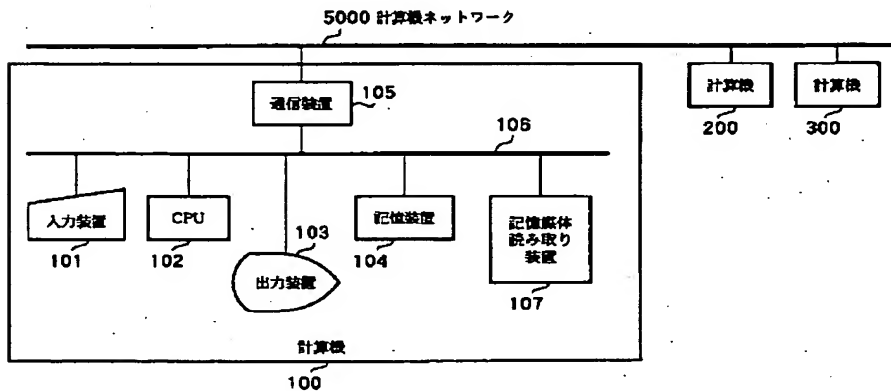 5000 計算機ネットワーク
通信装置
105
計算機
200
計算機
300
106
入力装置
101
CPU
102
103
出力装置
記憶装置
104
記憶媒体
読み取り
装置
107
計算機
100